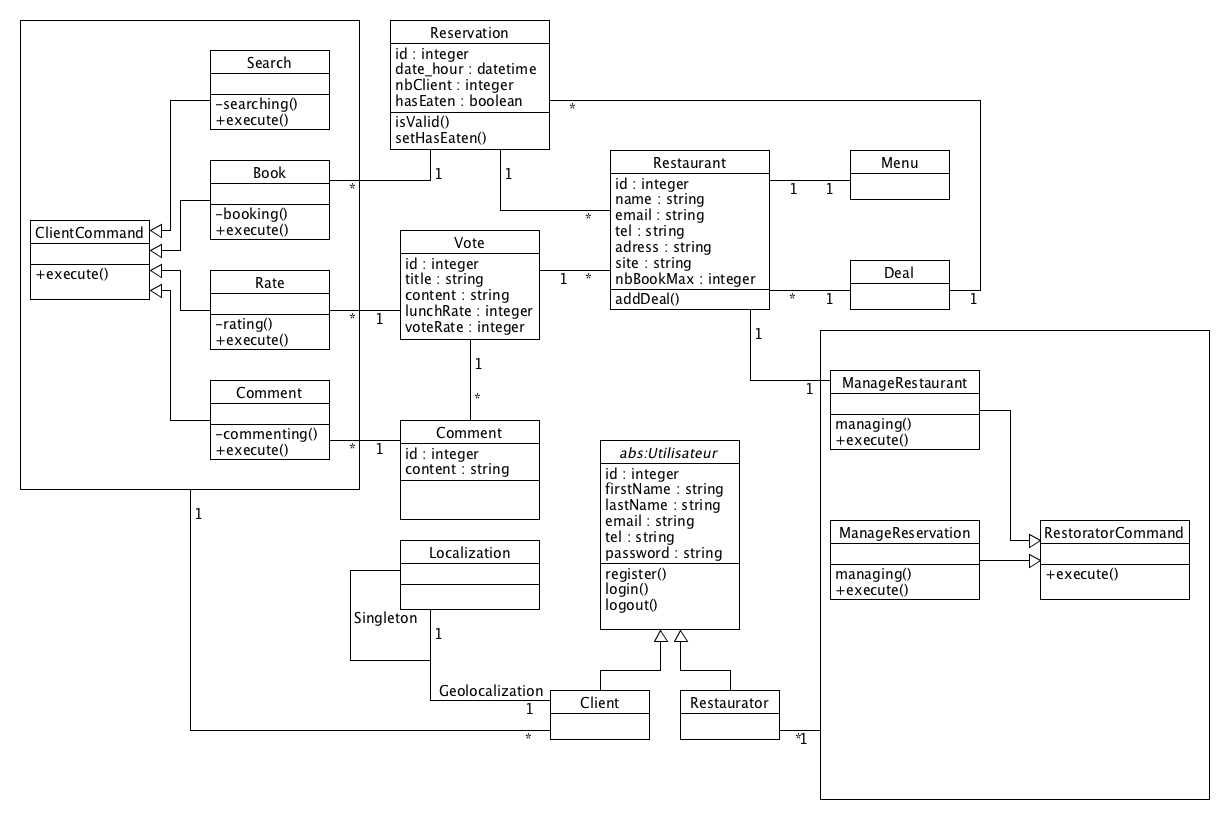 Search
-searching()
+execute()
Book
-booking()
+execute()
ClientCommand
+execute()
Rate
-rating()
+execute()
Comment
-commenting()
+execute()
Reservation
id : integer
date_hour : datetime
nbClient : integer
hasEaten : boolean
isValid()
setHasEaten()
*
1
1
*
*
Restaurant
id : integer
name : string
email : string
tel : string
adress : string
site : string
nbBookMax : integer
addDeal()
1
1
Menu
Deal
*
1
1
Vote
id : integer
title : string
content : string
lunchRate : integer
voteRate : integer
1
*
*
1
1
*
*
1
Comment
id : integer
content : string
1
1
ManageRestaurant
managing()
+execute()
ManageReservation
managing()
+execute()
RestoratorCommand
+execute()
abs:Utilisateur
id : integer
firstName : string
lastName : string
email : string
tel : string
password : string
register()
login()
logout()
1
Localization
Singleton
1
Geolocalization
1
*
Client
Restaurator
*
1